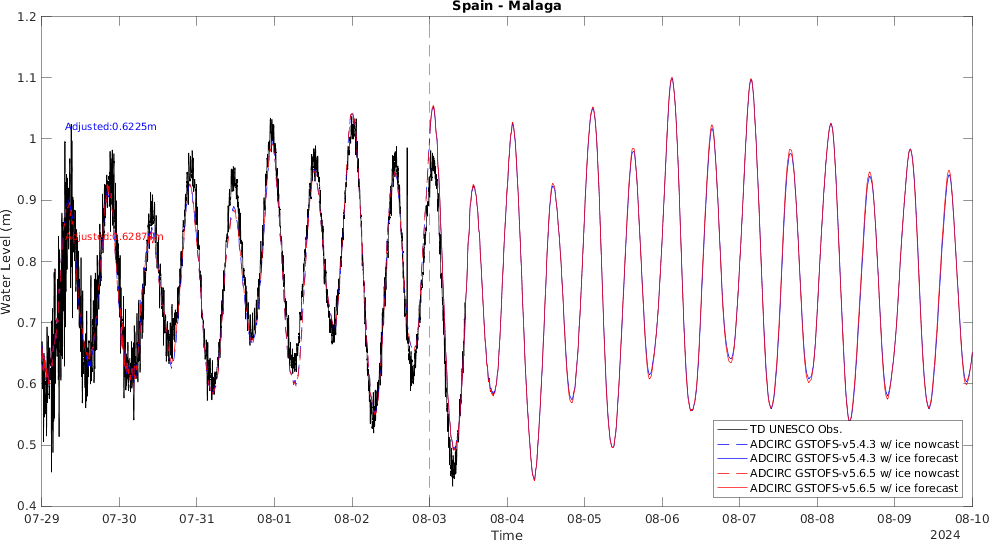 Spain - Malaga
1.2
1.1
1
0.9
0.8
0.7
0.6
0.5
0.4
Water Level (m)
Adjusted:0.6225m
Adjusted:0.6287m
TD UNESCO Obs.
ADCIRC GSTOFS-v5.4.3 w/ ice nowcast
ADCIRC GSTOFS-v5.4.3 w/ ice forecast
ADCIRC GSTOFS-v5.6.5 w/ ice nowcast
ADCIRC GSTOFS-v5.6.5 w/ ice forecast
07-29 07-30 07-31 08-01 08-02 08-03 08-04 08-05 08-06 08-07 08-08 08-09 08-10
Time
2024